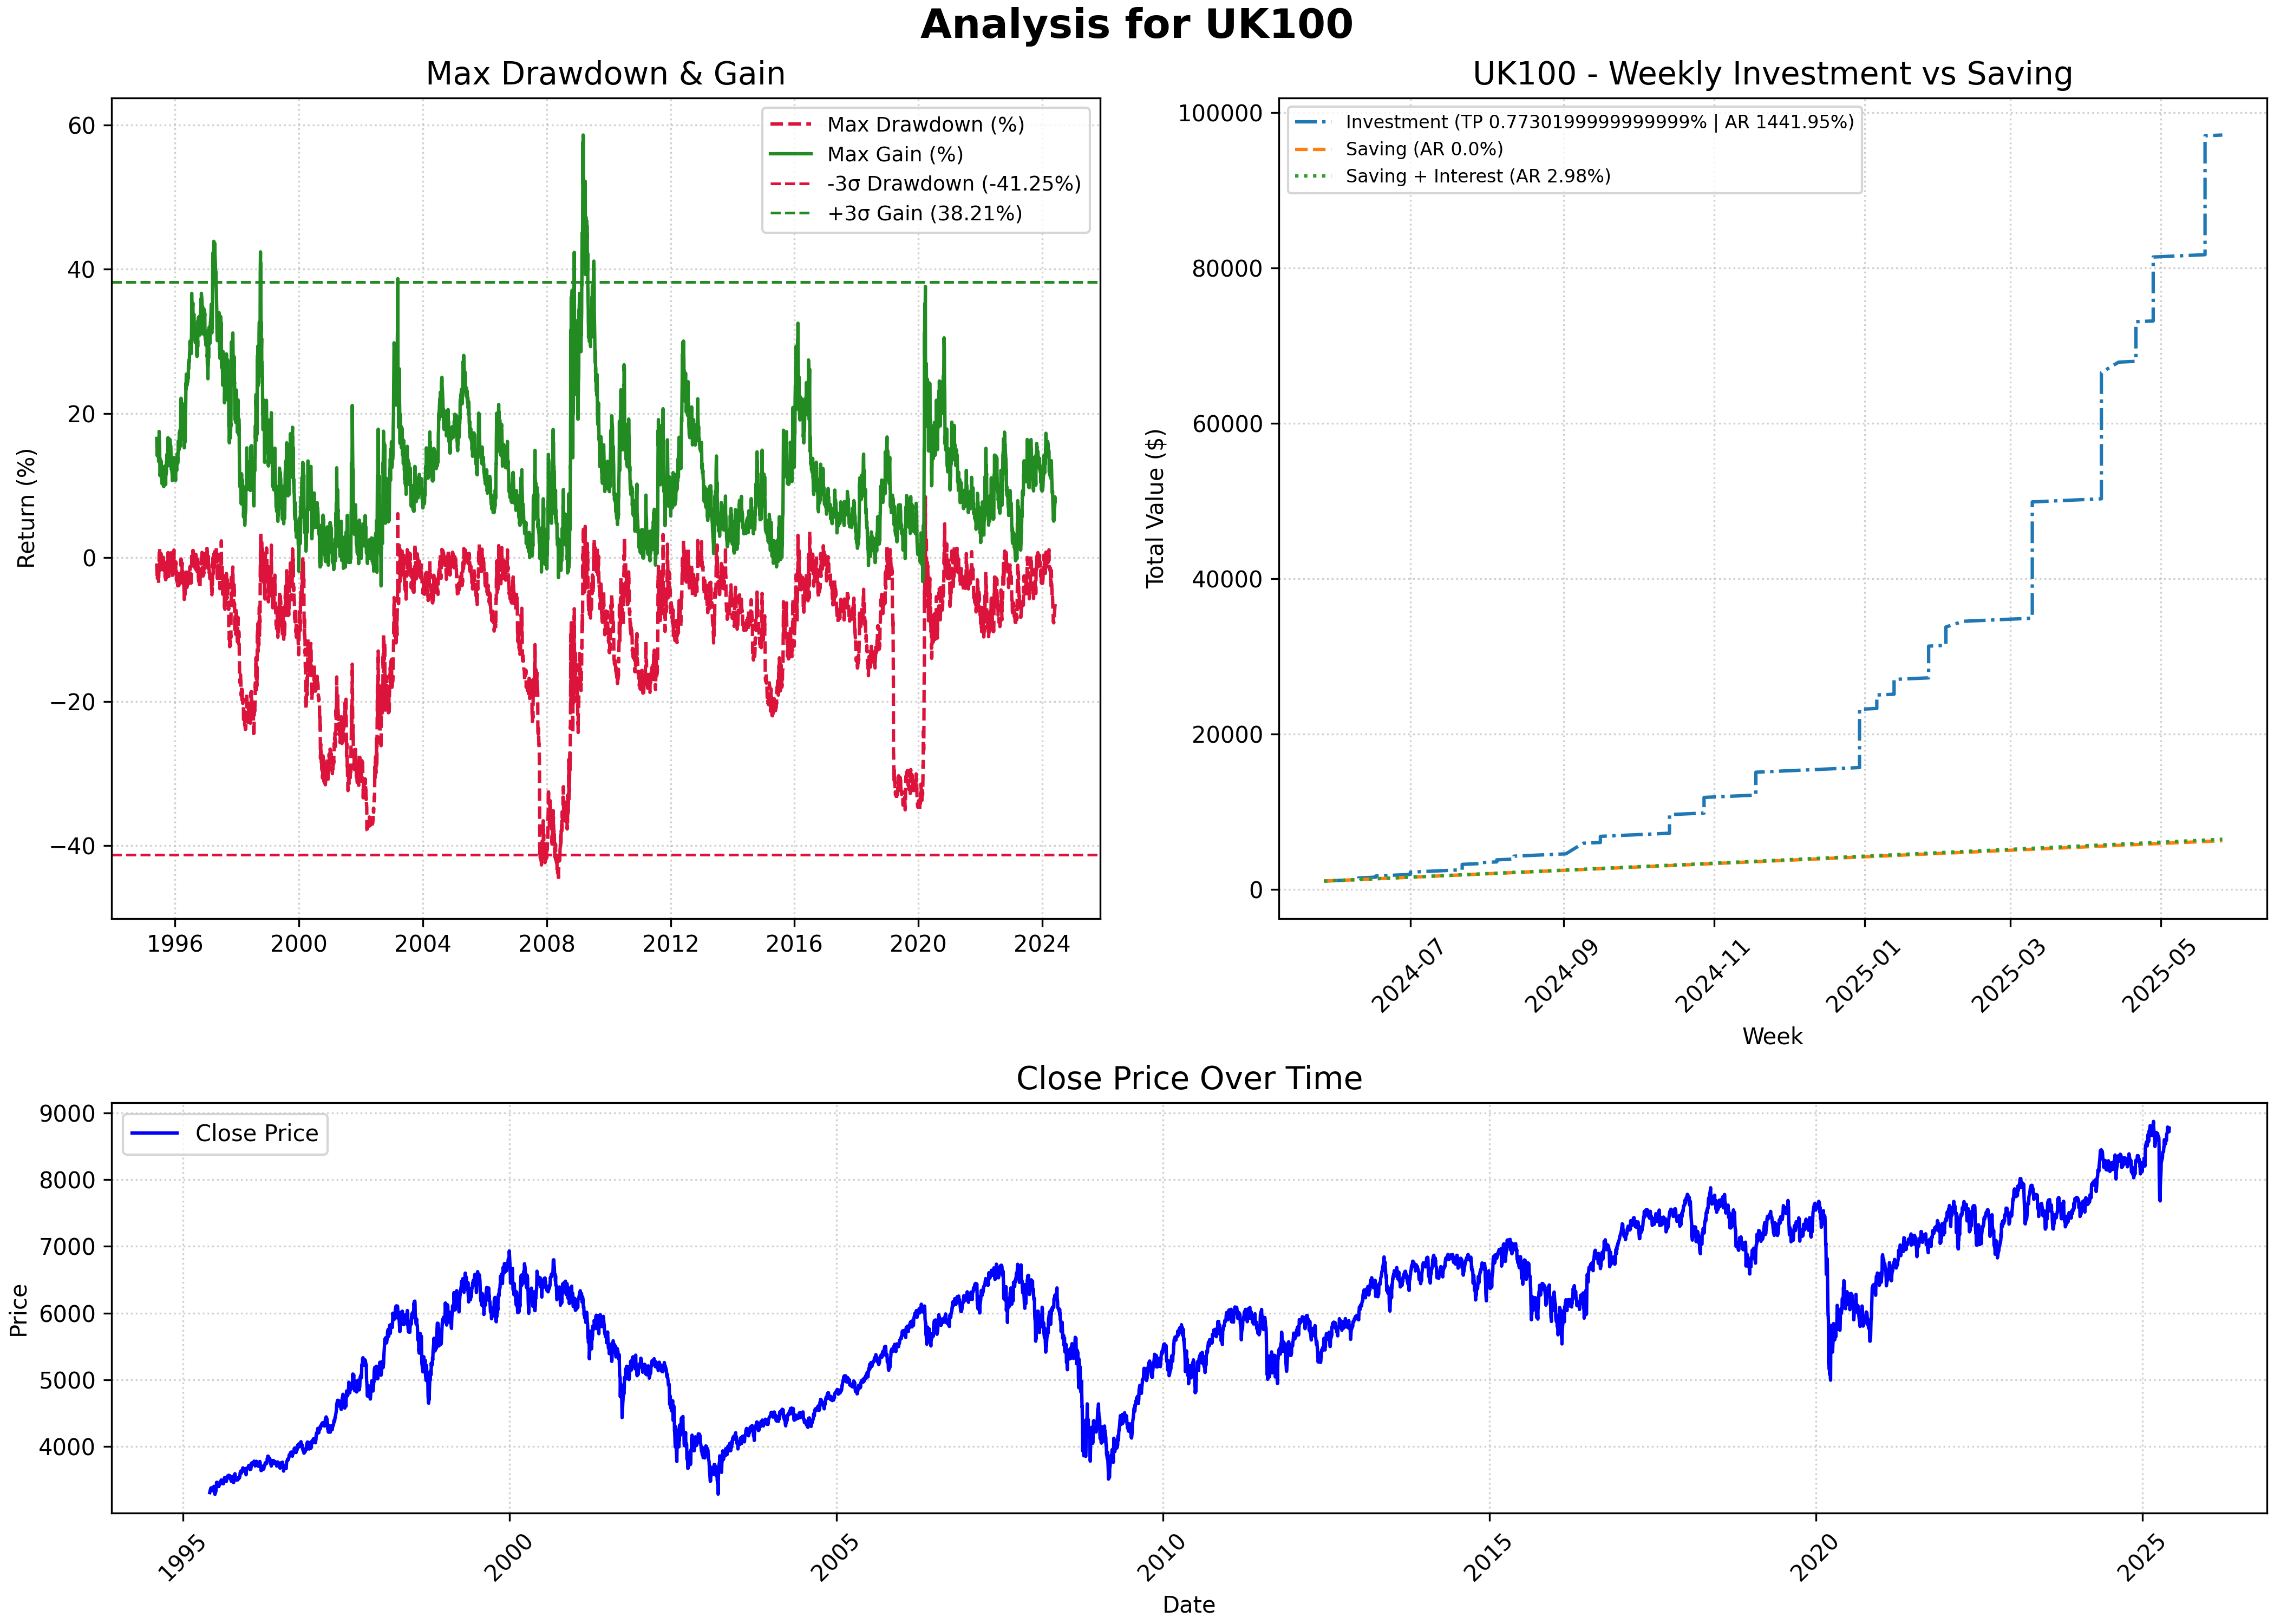 Analysis for UK100
Max Drawdown & Gain
Return (%)
60
40
20
0
−20
−40
Max Drawdown (%)
Max Gain (%)
-3σ Drawdown (-41.25%)
+3σ Gain (38.21%)
1996
2000
2004
2008
2012
2016
2020
2024
UK100 - Weekly Investment vs Saving
Total Value ($)
100000
80000
60000
40000
20000
0
Investment (TP 0.7730199999999999% | AR 1441.95%)
Saving (AR 0.0%)
Saving + Interest (AR 2.98%)
2024-07
2024-09
2024-11
2025-01
2025-03
2025-05
Week
Close Price Over Time
Price
9000
8000
7000
6000
5000
4000
Close Price
1995
2000
2005
2010
2015
2020
2025
Date